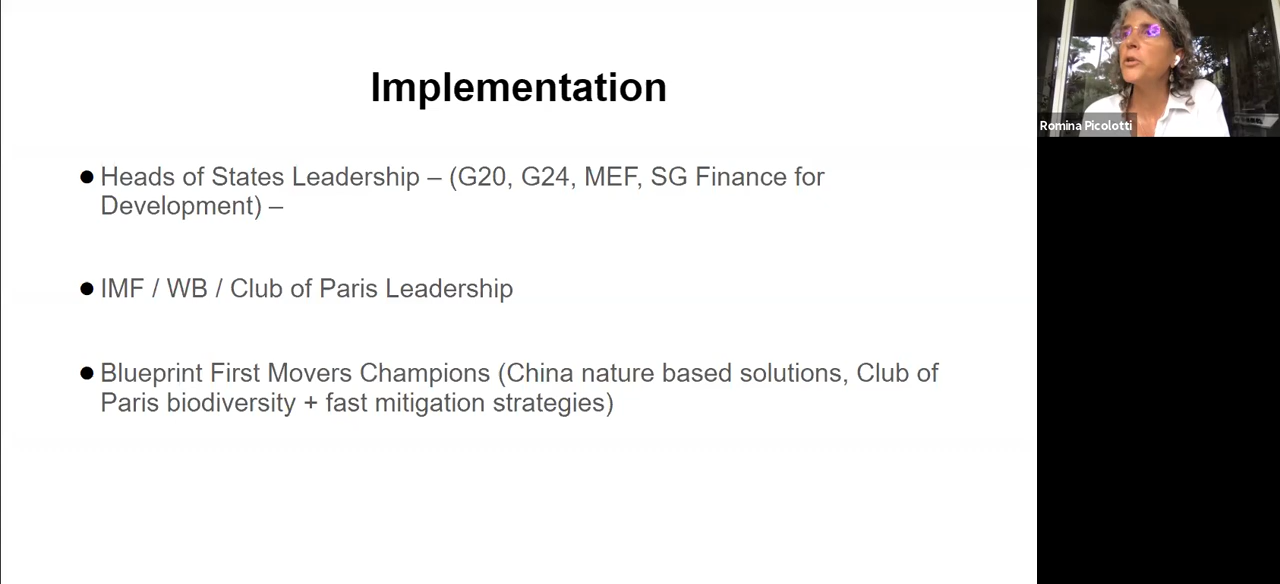 Implementation
● Heads of States Leadership – (G20, G24, MEF, SG Finance for
Development) –
● IMF / WB / Club of Paris Leadership
● Blueprint First Movers Champions (China nature based solutions, Club of
Paris biodiversity + fast mitigation strategies)
Romina Picolotti